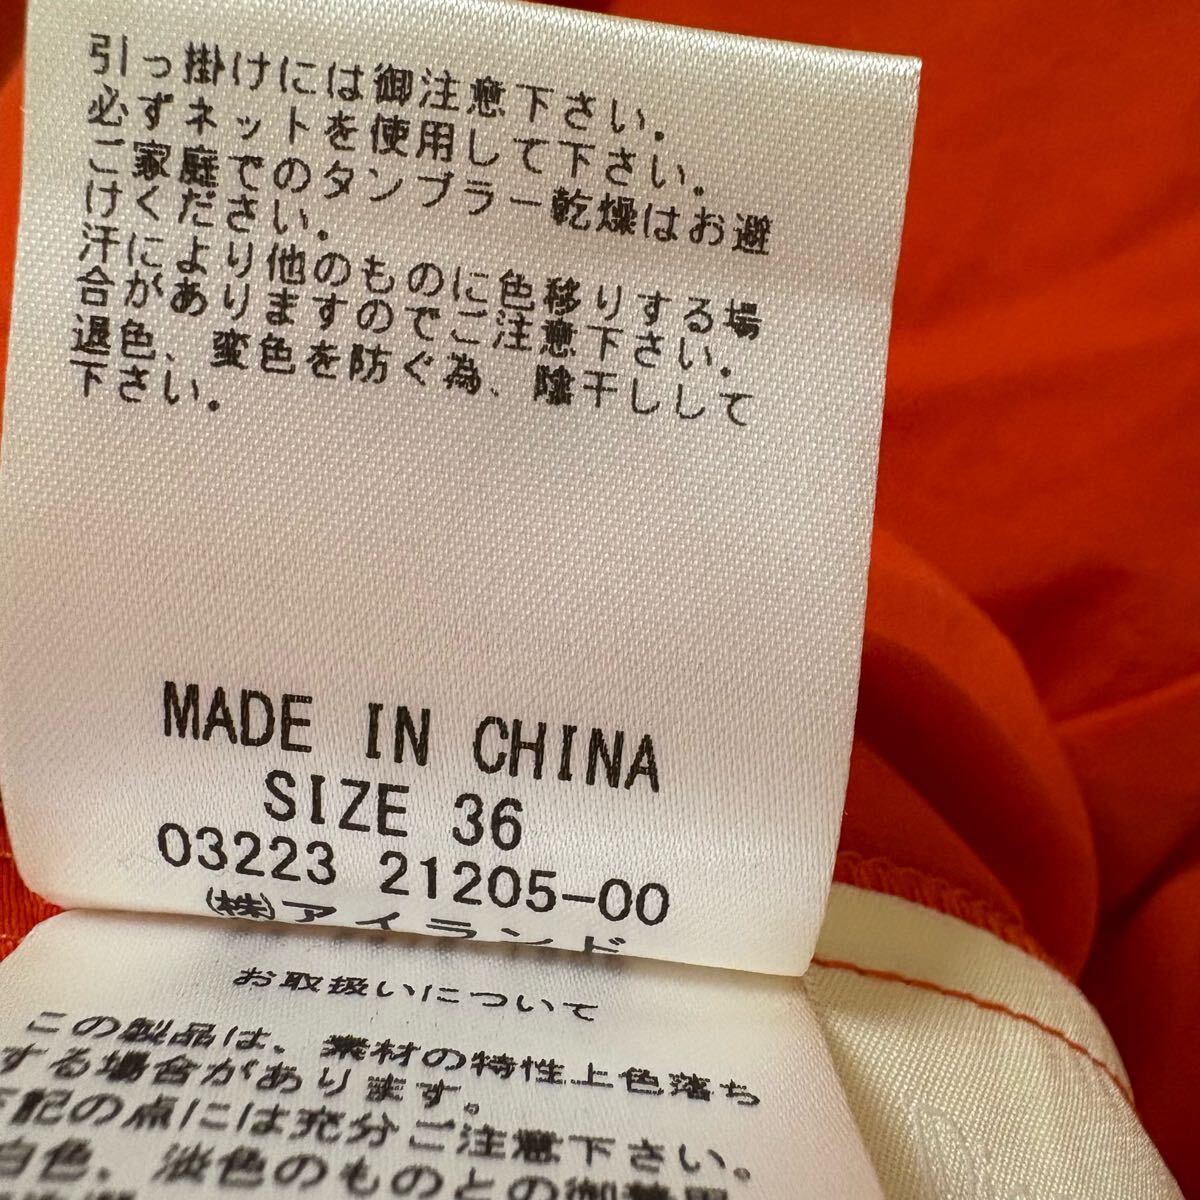 引っ掛けには御注意下さい.
必ずネットを使用して下さい.
ご家庭でのタンブラー乾燥はお避
けください.
汗により他のものに色移りする場
合がありますのでご注意下さい.
退色、変色を防ぐ為、陰干しして
下さい.
MADE IN CHINA
SIZE 36
03223 21205-00
㈱アイランド
お取扱いについて
この製品は、素材の特性上色落ち
する場合があります。
記の点には充分ご注意下さい。
白色、淡色のものとの御着用